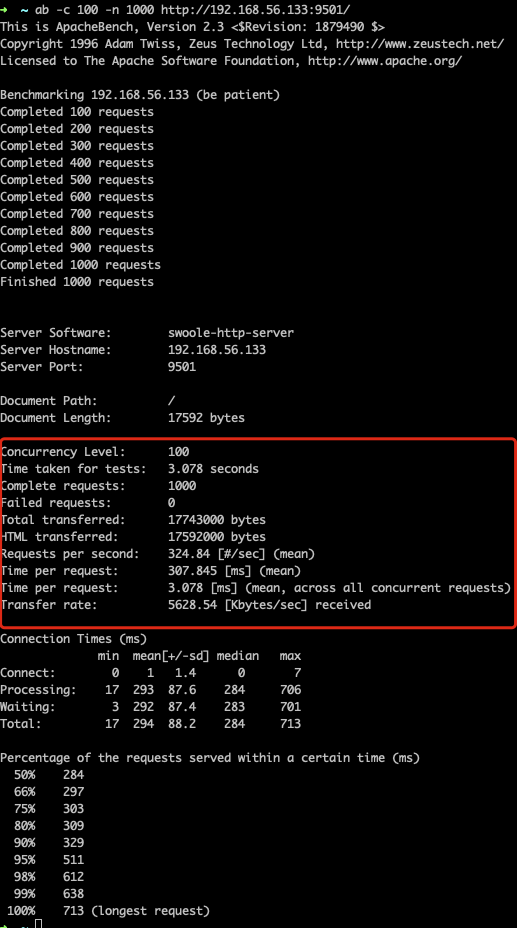 ➜  ~ ab -c 100 -n 1000 http://192.168.56.133:9501/
This is ApacheBench, Version 2.3 <$Revision: 1879490 $>
Copyright 1996 Adam Twiss, Zeus Technology Ltd, http://www.zeustech.net/
Licensed to The Apache Software Foundation, http://www.apache.org/

Benchmarking 192.168.56.133 (be patient)
Completed 100 requests
Completed 200 requests
Completed 300 requests
Completed 400 requests
Completed 500 requests
Completed 600 requests
Completed 700 requests
Completed 800 requests
Completed 900 requests
Completed 1000 requests
Finished 1000 requests


Server Software:        swoole-http-server
Server Hostname:        192.168.56.133
Server Port:            9501

Document Path:          /
Document Length:        17592 bytes

Concurrency Level:      100
Time taken for tests:   3.078 seconds
Complete requests:      1000
Failed requests:        0
Total transferred:      17743000 bytes
HTML transferred:       17592000 bytes
Requests per second:    324.84 [#/sec] (mean)
Time per request:       307.845 [ms] (mean)
Time per request:       3.078 [ms] (mean, across all concurrent requests)
Transfer rate:          5628.54 [Kbytes/sec] received

Connection Times (ms)
              min  mean[+/-sd] median   max
Connect:        0    1   1.4      0       7
Processing:    17  293  87.6    284     706
Waiting:        3  292  87.4    283     701
Total:         17  294  88.2    284     713

Percentage of the requests served within a certain time (ms)
  50%    284
  66%    297
  75%    303
  80%    309
  90%    329
  95%    511
  98%    612
  99%    638
 100%    713 (longest request)
➜  ~